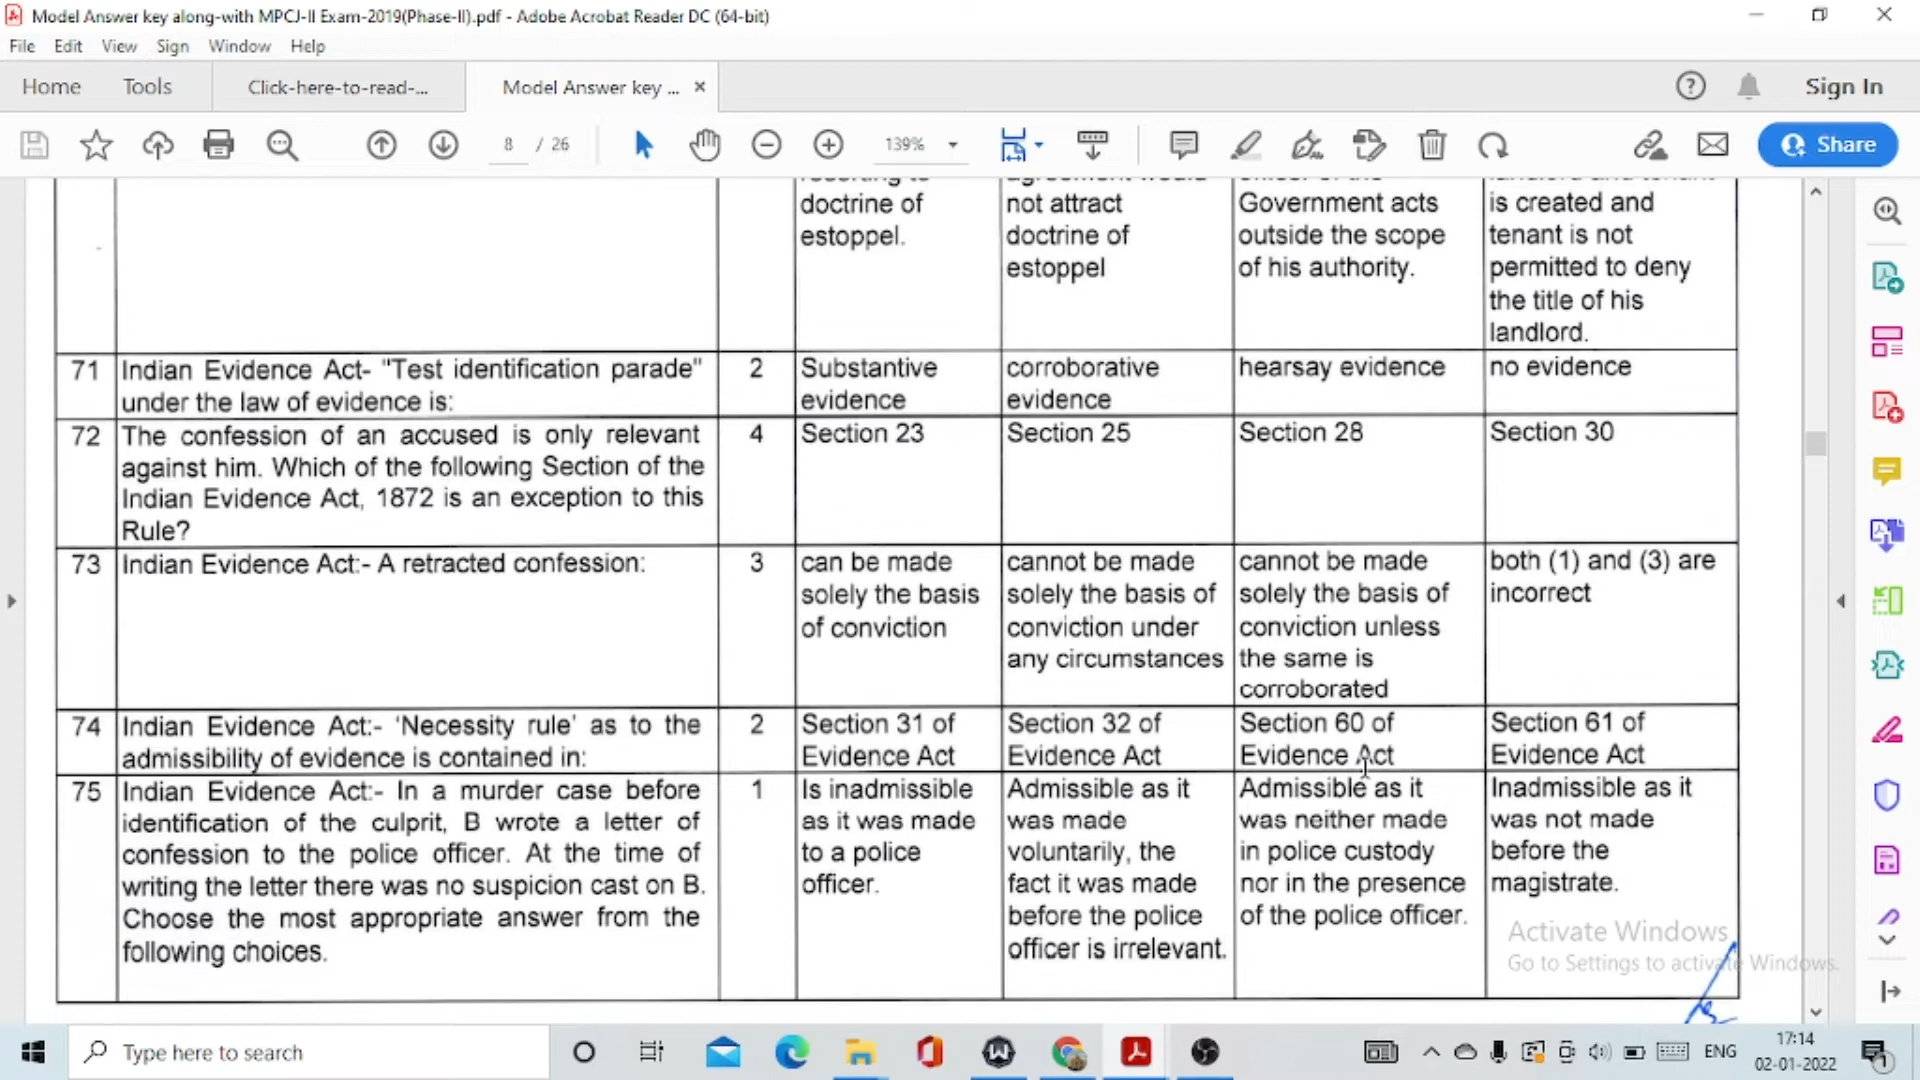 Model Answer key along-with MPCJ-II Exam-2019(Phase-II).pdf - Adobe Acrobat Reader DC (64-bit)
File Edit View Sign Window Help
Home Tools Click-here-to-read-... Model Answer key ... × Sign In
8 / 26 139% Share
doctrine of
estoppel.
not attract
doctrine of
estoppel
Government acts
outside the scope
of his authority.
is created and
tenant is not
permitted to deny
the title of his
landlord.
71
Indian Evidence Act- "Test identification parade"
under the law of evidence is:
2
Substantive
evidence
corroborative
evidence
hearsay evidence
no evidence
72
The confession of an accused is only relevant
against him. Which of the following Section of the
Indian Evidence Act, 1872 is an exception to this
Rule?
4
Section 23
Section 25
Section 28
Section 30
73
Indian Evidence Act:- A retracted confession:
3
can be made
solely the basis
of conviction
cannot be made
solely the basis of
conviction under
any circumstances
cannot be made
solely the basis of
conviction unless
the same is
corroborated
both (1) and (3) are
incorrect
74
Indian Evidence Act:- ‘Necessity rule’ as to the
admissibility of evidence is contained in:
2
Section 31 of
Evidence Act
Section 32 of
Evidence Act
Section 60 of
Evidence Act
Section 61 of
Evidence Act
75
Indian Evidence Act:- In a murder case before
identification of the culprit, B wrote a letter of
confession to the police officer. At the time of
writing the letter there was no suspicion cast on B.
Choose the most appropriate answer from the
following choices.
1
Is inadmissible
as it was made
to a police
officer.
Admissible as it
was made
voluntarily, the
fact it was made
before the police
officer is irrelevant.
Admissible as it
was neither made
in police custody
nor in the presence
of the police officer.
Inadmissible as it
was not made
before the
magistrate.
Activate Windows
Go to Settings to activate Windows.
Type here to search
ENG
17:14
02-01-2022
1